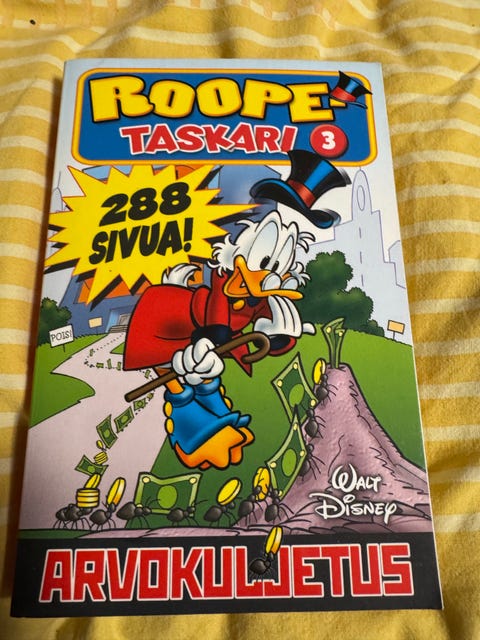 ROOPE
TASKARI 3
288
SIVUA!
POIS!
WALT
DISNEY
ARVOKULJETUS